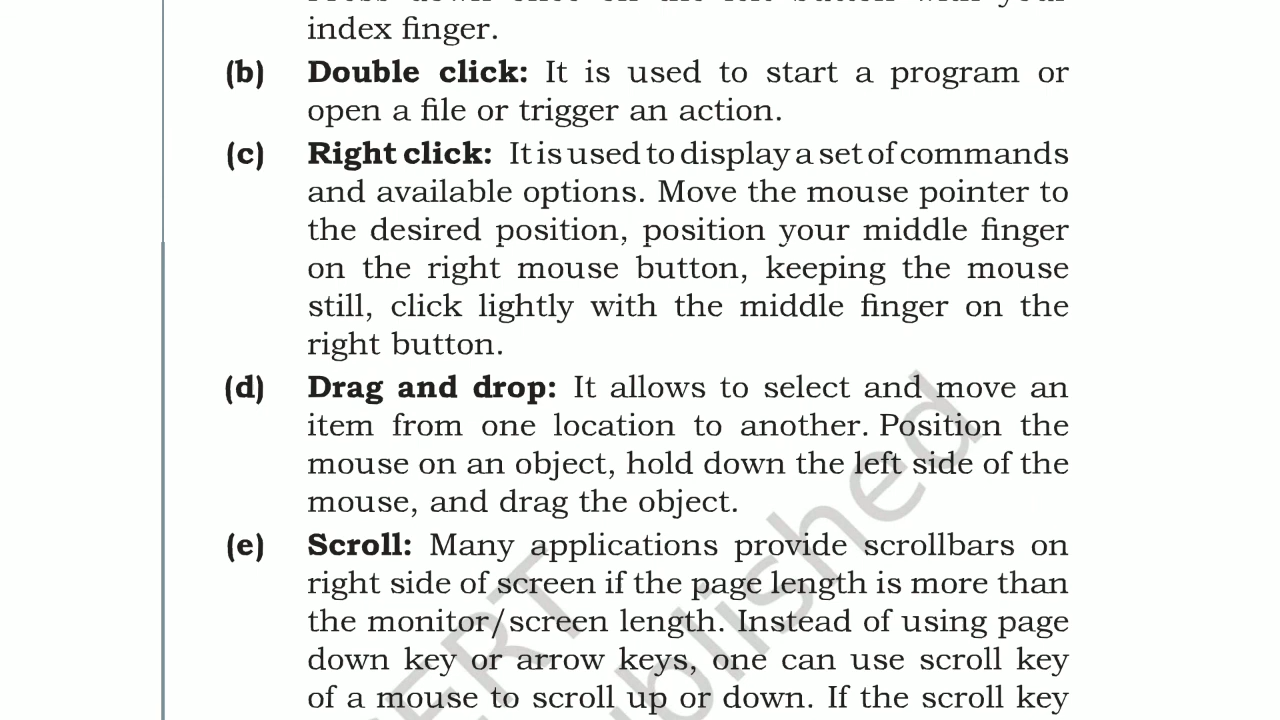 index finger.
(b) Double click: It is used to start a program or
open a file or trigger an action.
(c) Right click: It is used to display a set of commands
and available options. Move the mouse pointer to
the desired position, position your middle finger
on the right mouse button, keeping the mouse
still, click lightly with the middle finger on the
right button.
(d) Drag and drop: It allows to select and move an
item from one location to another. Position the
mouse on an object, hold down the left side of the
mouse, and drag the object.
(e) Scroll: Many applications provide scrollbars on
right side of screen if the page length is more than
the monitor/screen length. Instead of using page
down key or arrow keys, one can use scroll key
of a mouse to scroll up or down. If the scroll key